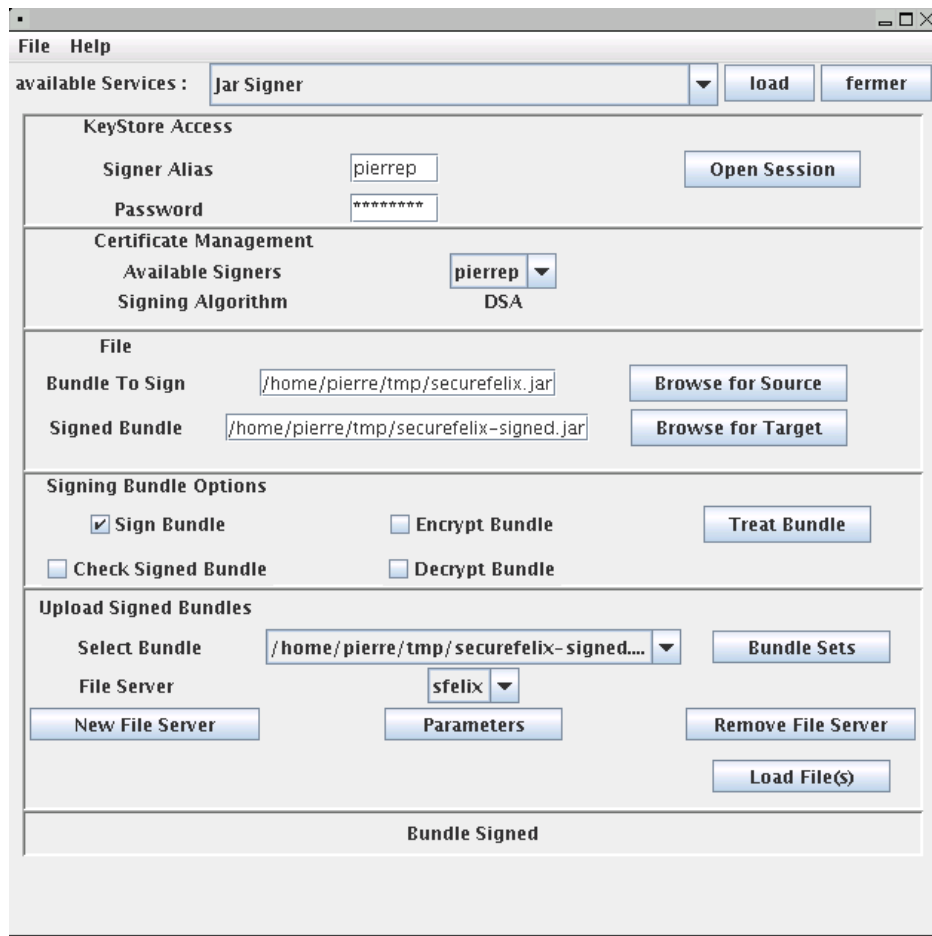 File Help
available Services : Jar Signer load fermer
KeyStore Access
Signer Alias pierrep Open Session
Password ********
Certificate Management
Available Signers pierrep
Signing Algorithm DSA
File
Bundle To Sign /home/pierre/tmp/securefelix.jar Browse for Source
Signed Bundle /home/pierre/tmp/securefelix-signed.jar Browse for Target
Signing Bundle Options
Sign Bundle Encrypt Bundle Treat Bundle
Check Signed Bundle Decrypt Bundle
Upload Signed Bundles
Select Bundle /home/pierre/tmp/securefelix-signed.... Bundle Sets
File Server sfelix
New File Server Parameters Remove File Server
Load File(s)
Bundle Signed